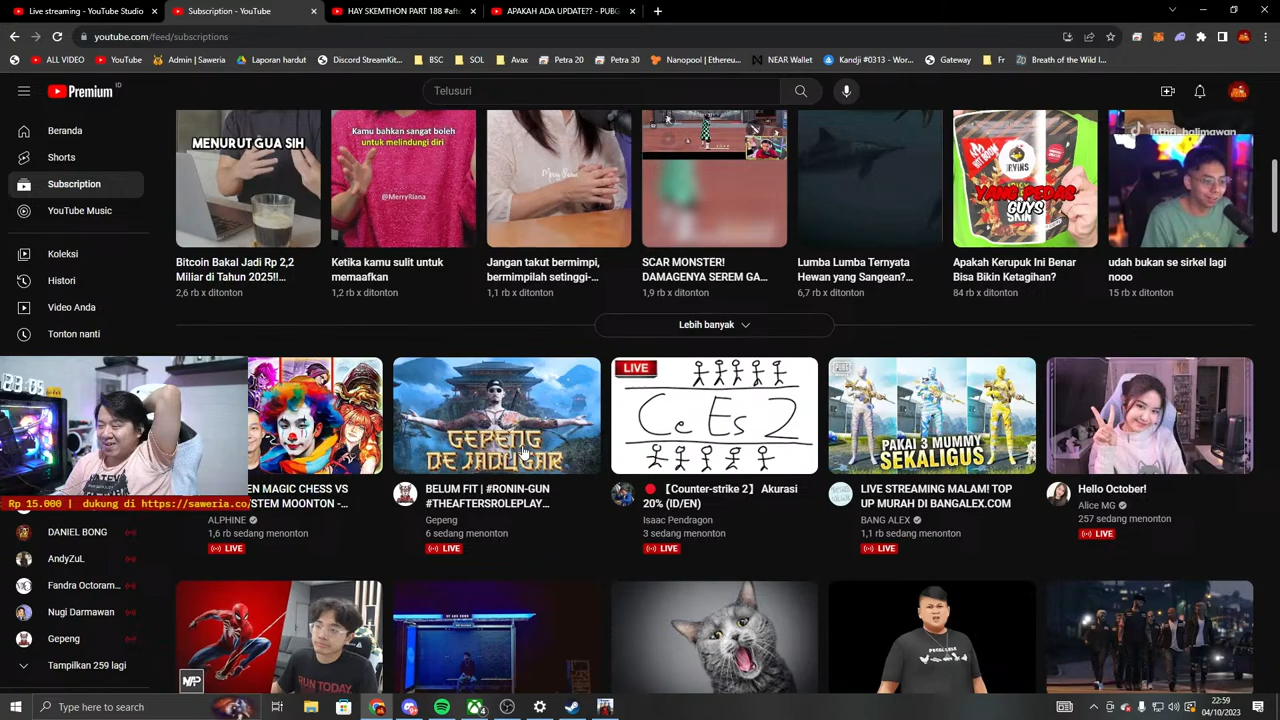 Live streaming - YouTube Studio
Subscription - YouTube
HAY SKEMTHON PART 188 #aft
APAKAH ADA UPDATE?? - PUBG
youtube.com/feed/subscriptions
ALL VIDEO
YouTube
Admin | Saweria
Laporan hardut
Discord StreamKit...
BSC
SOL
Avax
Petra 20
Petra 30
Nanopool | Ethereu...
NEAR Wallet
Kandji #0313 - Wor...
Gateway
Fr
Breath of the Wild I...
Premium ID
Telusuri
Beranda
Shorts
Subscription
YouTube Music
Koleksi
Histori
Video Anda
Tonton nanti
MENURUT GUA SIH
Kamu bahkan sangat boleh
untuk melindungi diri
@MerryRiana
IRVINS
YANG PEDAS
GUYS
SKIN
luthfi_halimawan
Bitcoin Bakal Jadi Rp 2,2
Miliar di Tahun 2025!!...
2,6 rb x ditonton
Ketika kamu sulit untuk
memaafkan
1,2 rb x ditonton
Jangan takut bermimpi,
bermimpilah setinggi-...
1,1 rb x ditonton
SCAR MONSTER!
DAMAGENYA SEREM GA...
1,9 rb x ditonton
Lumba Lumba Ternyata
Hewan yang Sangean?...
6,7 rb x ditonton
Apakah Kerupuk Ini Benar
Bisa Bikin Ketagihan?
84 rb x ditonton
udah bukan se sirkel lagi
nooo
15 rb x ditonton
Lebih banyak
23:05
GEPENG
DE JADUGAR
LIVE
Ce Es 2
PAKAI 3 MUMMY
SEKALIGUS
Rp 15.000 | dukung di https://saweria.co/
EN MAGIC CHESS VS
STEM MOONTON -...
ALPHINE
1,6 rb sedang menonton
LIVE
BELUM FIT | #RONIN-GUN
#THEAFTERSROLEPLAY...
Gepeng
6 sedang menonton
LIVE
【Counter-strike 2】 Akurasi
20% (ID/EN)
Isaac Pendragon
3 sedang menonton
LIVE
LIVE STREAMING MALAM! TOP
UP MURAH DI BANGALEX.COM
BANG ALEX
1,1 rb sedang menonton
LIVE
Hello October!
Alice MG
257 sedang menonton
LIVE
DANIEL BONG
AndyZuL
Fandra Octoram...
Nugi Darmawan
Gepeng
Tampilkan 259 lagi
RUN TODAY.
Type here to search
22:59
04/10/2023